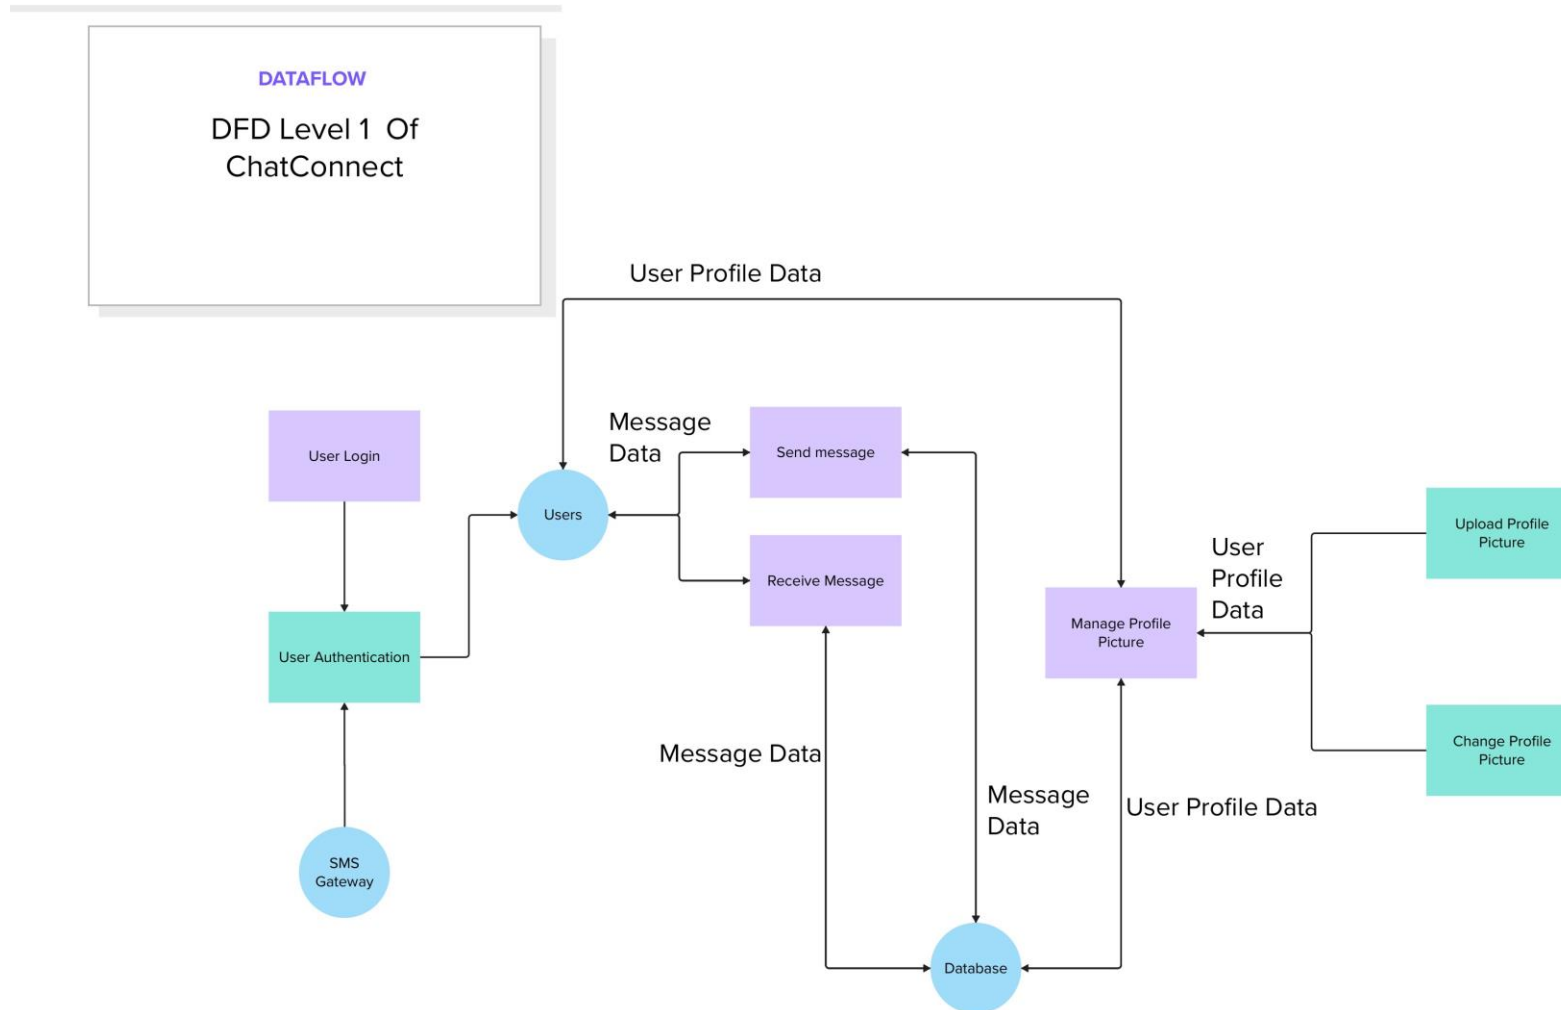 DATAFLOW
DFD Level 1 Of
ChatConnect
User Profile Data
Message
Data
User Login
Send message
Users
Receive Message
Upload Profile
Picture
User
Profile
Data
Manage Profile
Picture
User Authentication
Message Data
Change Profile
Picture
Message
Data
User Profile Data
SMS
Gateway
Database